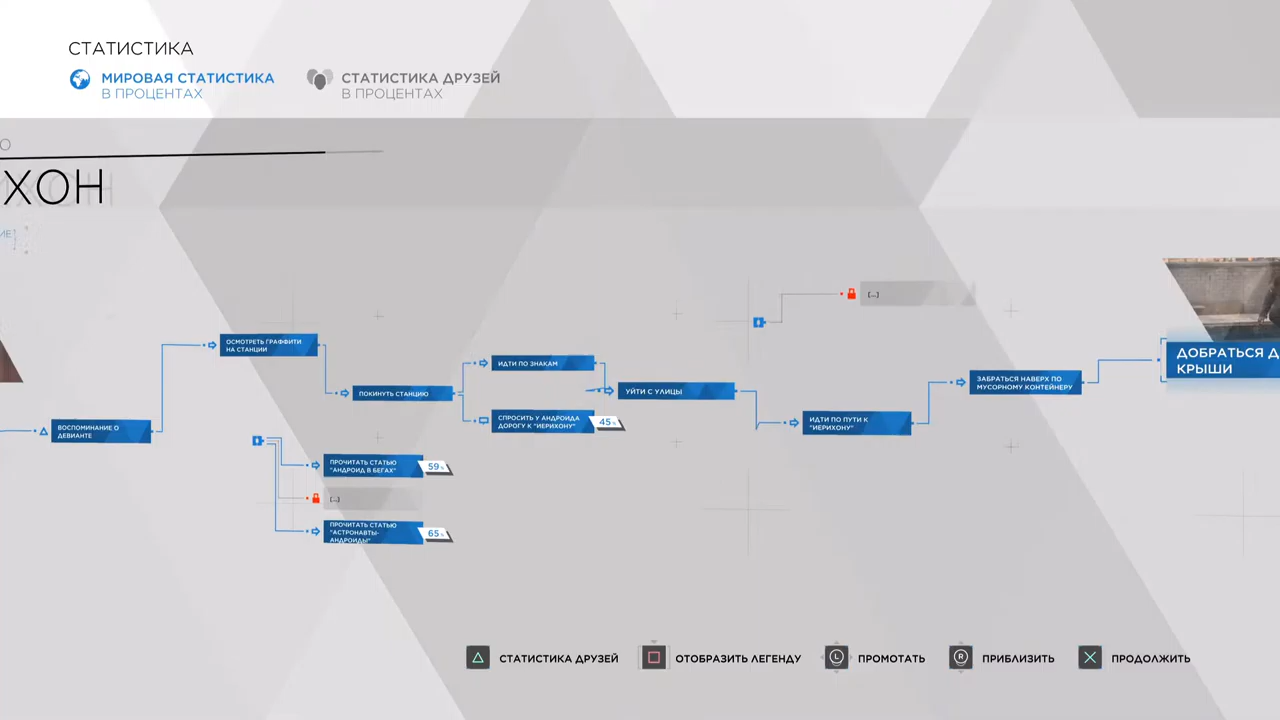 СТАТИСТИКА
МИРОВАЯ СТАТИСТИКА
В ПРОЦЕНТАХ
СТАТИСТИКА ДРУЗЕЙ
В ПРОЦЕНТАХ
О
ХОН
ИЕ
[...]
ОСМОТРЕТЬ ГРАФФИТИ
НА СТАНЦИИ
ДОБРАТЬСЯ Д
КРЫШИ
ИДТИ ПО ЗНАКАМ
ПОКИНУТЬ СТАНЦИЮ
УЙТИ С УЛИЦЫ
ЗАБРАТЬСЯ НАВЕРХ ПО
МУСОРНОМУ КОНТЕЙНЕРУ
СПРОСИТЬ У АНДРОИДА
ДОРОГУ К "ИЕРИХОНУ"
45%
ИДТИ ПО ПУТИ К
"ИЕРИХОНУ"
ВОСПОМИНАНИЕ О
ДЕВИАНТЕ
ПРОЧИТАТЬ СТАТЬЮ
"АНДРОИД В БЕГАХ"
59%
[...]
ПРОЧИТАТЬ СТАТЬЮ
"АСТРОНАВТЫ-
АНДРОИДЫ"
65%
СТАТИСТИКА ДРУЗЕЙ
ОТОБРАЗИТЬ ЛЕГЕНДУ
L
ПРОМОТАТЬ
R
ПРИБЛИЗИТЬ
ПРОДОЛЖИТЬ